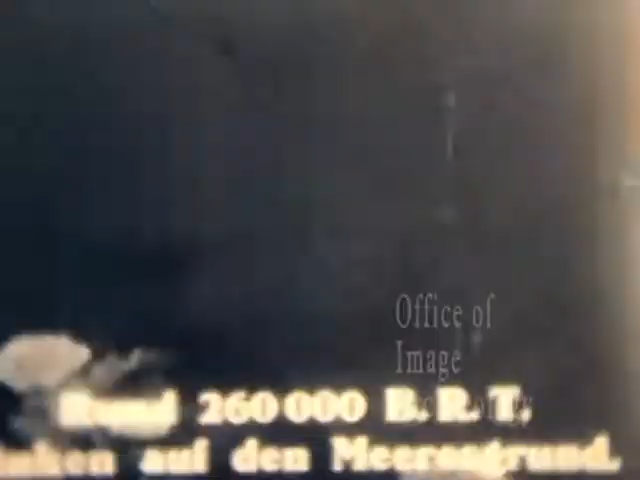 Office of
Image
Rund 260000 B.R.T.
auf den Meeresgrund.